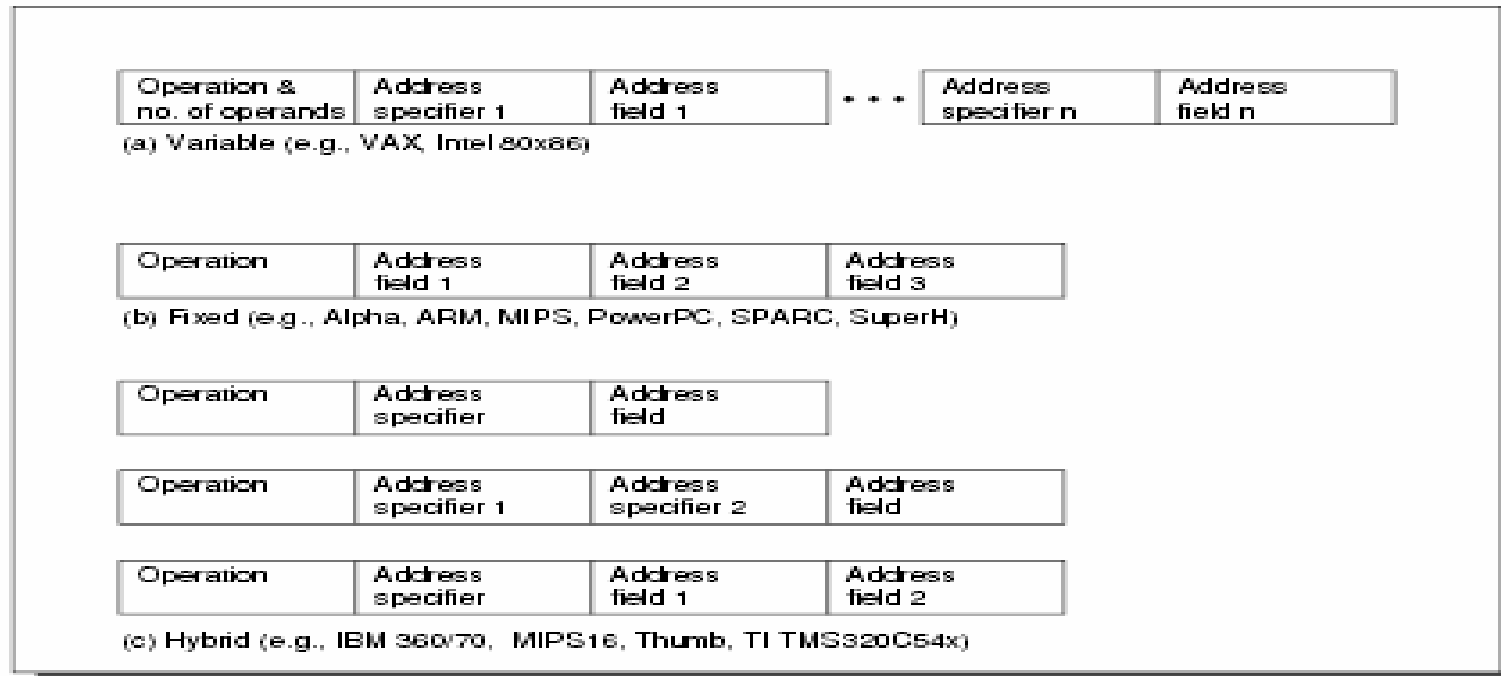 Operation & Address Address Address Address
no. of operands specifier 1 field 1 • • • specifier n field n
(a) Variable (e.g., VAX, Intel 80x86)
Operation Address Address Address
field 1 field 2 field 3
(b) Fixed (e.g., Alpha, ARM, MIPS, PowerPC, SPARC, SuperH)
Operation Address Address
specifier field
Operation Address Address Address
specifier 1 specifier 2 field
Operation Address Address Address
specifier field 1 field 2
(c) Hybrid (e.g., IBM 360/70, MIPS16, Thumb, TI TMS320C54x)